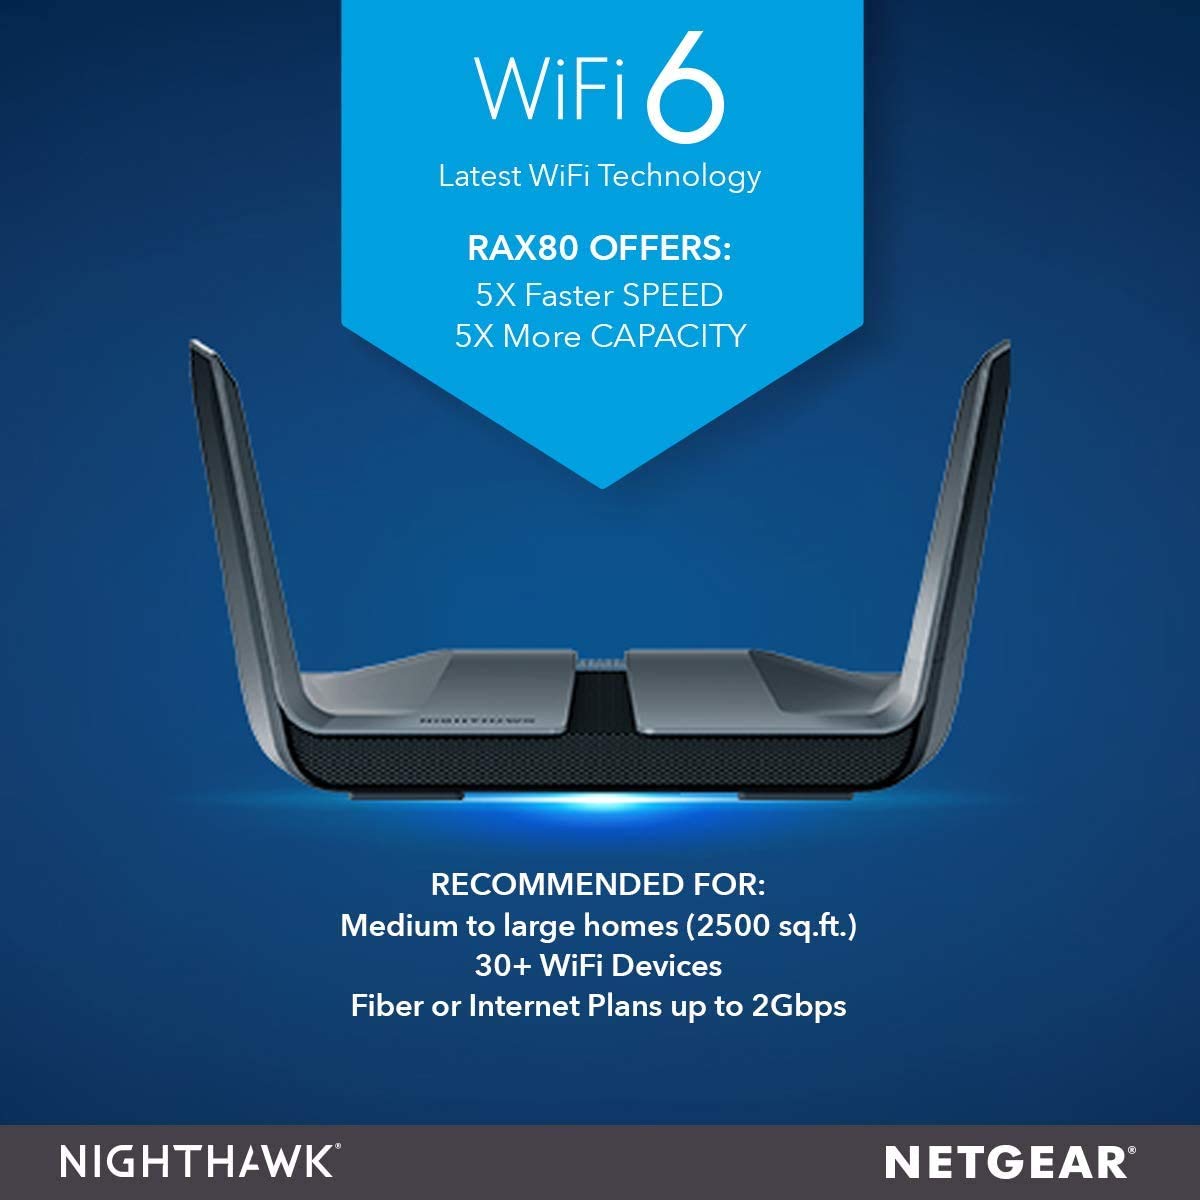 WiFi 6
Latest WiFi Technology
RAX80 OFFERS:
5X Faster SPEED
5X More CAPACITY
NIGHTHAWK
RECOMMENDED FOR:
Medium to large homes (2500 sq.ft.)
30+ WiFi Devices
Fiber or Internet Plans up to 2Gbps
NIGHTHAWK®
NETGEAR®